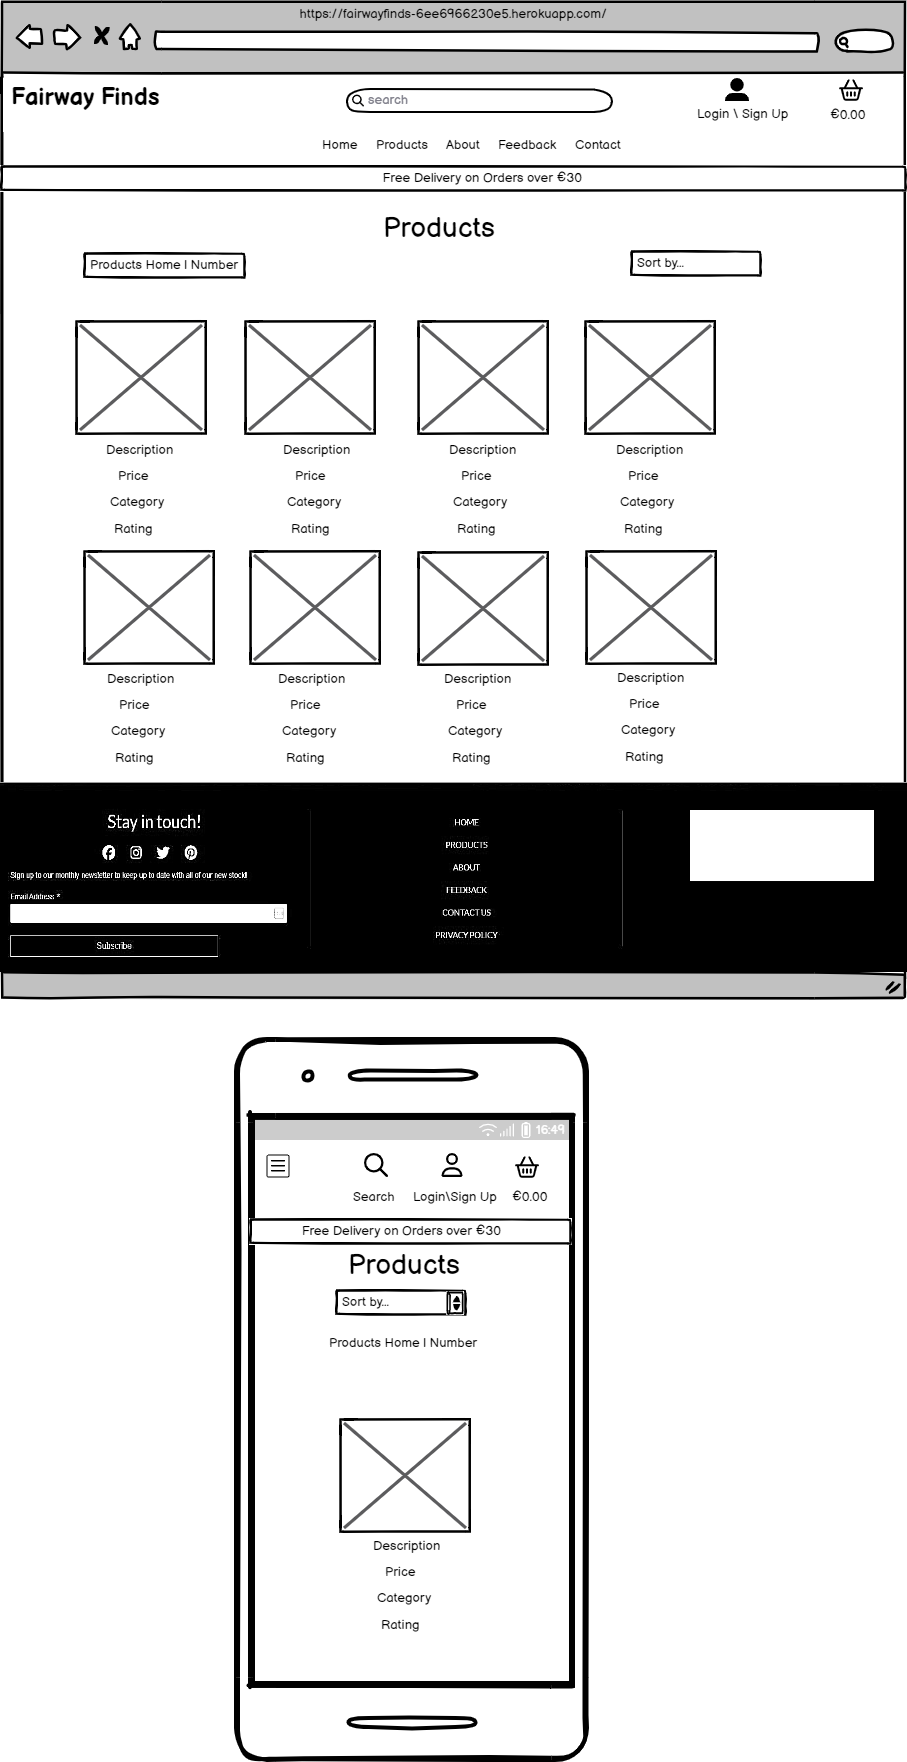 https://fairwayfinds-6ee6966230e5.herokuapp.com/
Fairway Finds
search
Login \ Sign Up
€0.00
Home Products About Feedback Contact
Free Delivery on Orders over €30
Products
Products Home | Number
Sort by...
Description Description Description Description
Price Price Price Price
Category Category Category Category
Rating Rating Rating Rating
Description Description Description Description
Price Price Price Price
Category Category Category Category
Rating Rating Rating Rating
Stay in touch!
Sign up to our monthly newsletter to keep up to date with all of our new stock!
Email Address *
Subscribe
HOME
PRODUCTS
ABOUT
FEEDBACK
CONTACT US
PRIVACY POLICY
16:49
Search Login\Sign Up €0.00
Free Delivery on Orders over €30
Products
Sort by...
Products Home | Number
Description
Price
Category
Rating